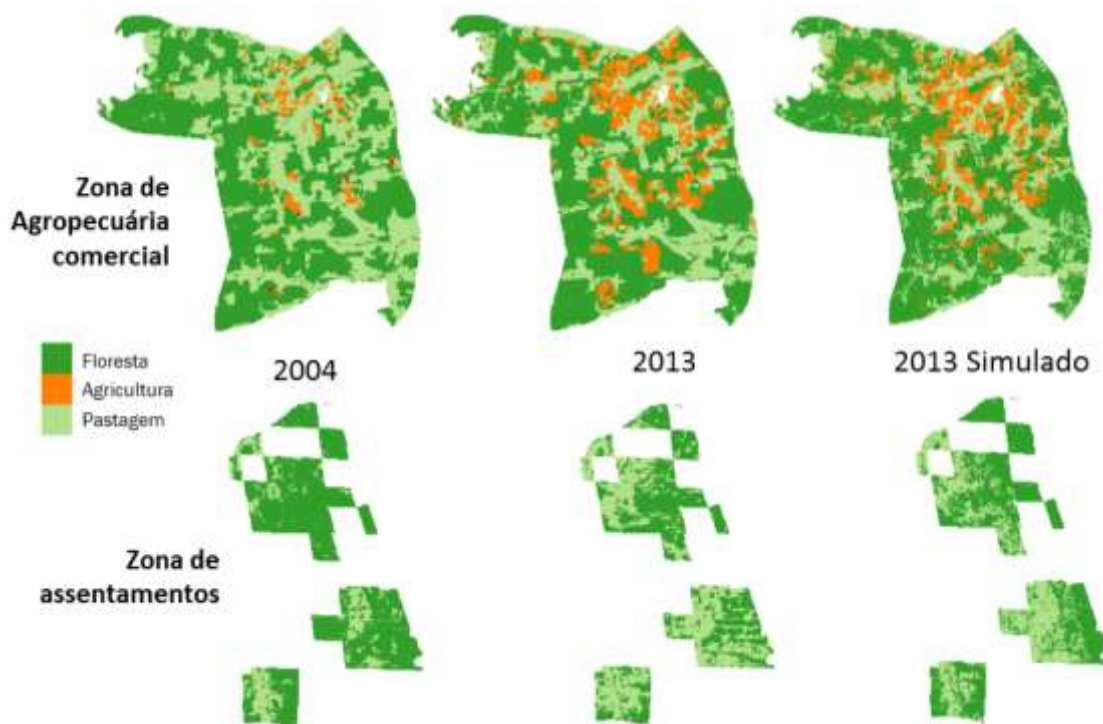 Zona de
Agropecuária
comercial
Floresta
Agricultura
Pastagem
2004
2013
2013 Simulado
Zona de
assentamentos